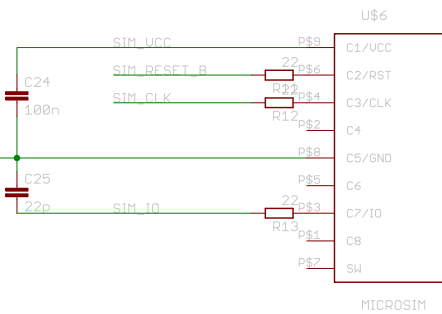 U$6
SIM_VCC
P$9
C1/VCC
C24
100n
SIM_RESET_B
22
P$6
C2/RST
SIM_CLK
22
P$4
C3/CLK
R12
P$2
C4
P$8
C5/GND
C25
22p
P$5
C6
SIM_IO
22
P$3
C7/IO
R13
P$1
C8
P$7
SW
MICROSIM